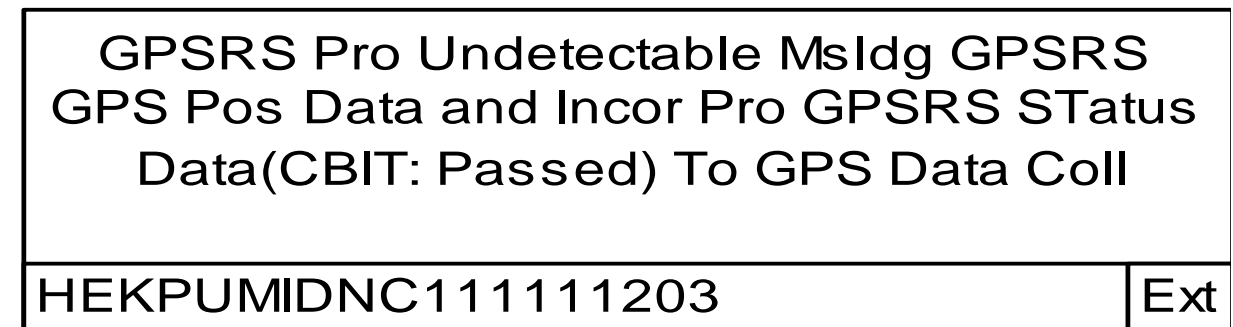 GPSRS Pro Undetectable MsIdg GPSRS
GPS Pos Data and Incor Pro GPSRS STatus
Data(CBIT: Passed) To GPS Data Coll
HEKPUMIDNC111111203
Ext